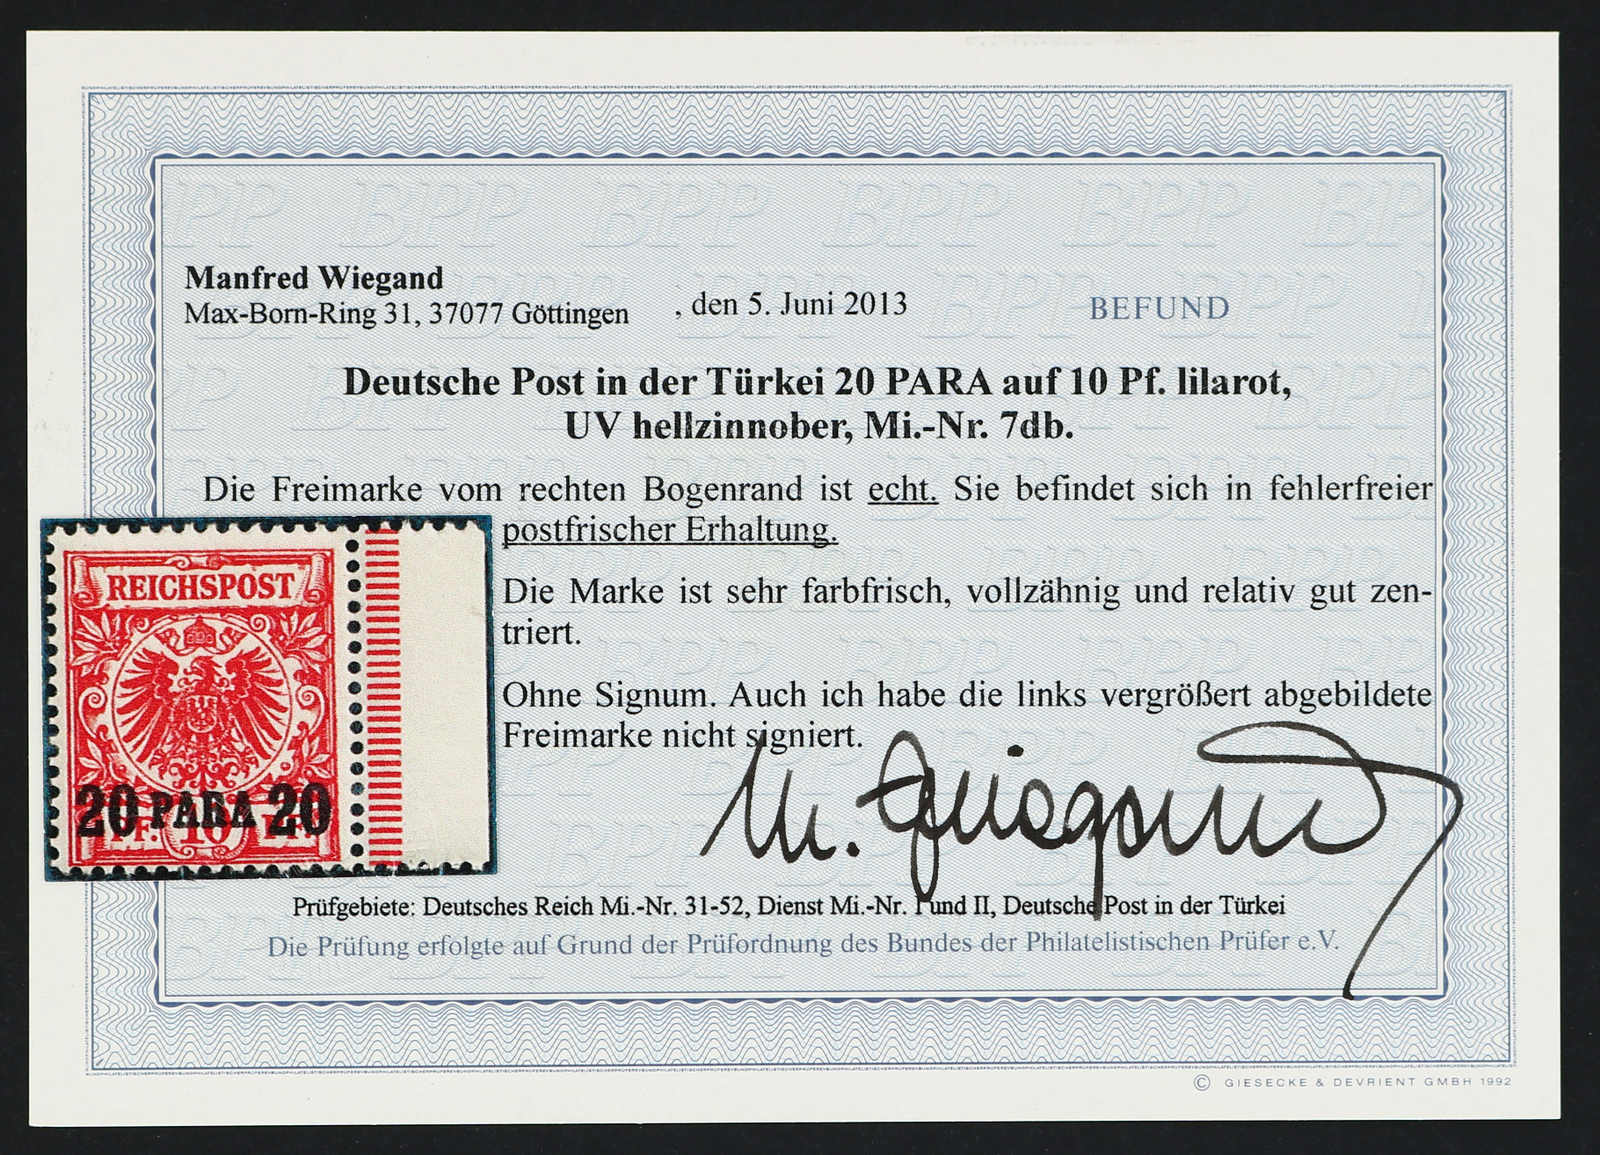 Manfred Wiegand
Max-Born-Ring 31, 37077 Göttingen
, den 5. Juni 2013
BEFUND
Deutsche Post in der Türkei 20 PARA auf 10 Pf. lilarot,
UV hellzinnober, Mi.-Nr. 7db.
Die Freimarke vom rechten Bogenrand ist echt. Sie befindet sich in fehlerfreier
postfrischer Erhaltung.
Die Marke ist sehr farbfrisch, vollzähnig und relativ gut zen-
triert.
Ohne Signum. Auch ich habe die links vergrößert abgebildete
Freimarke nicht signiert.
REICHSPOST
20 PARA 20
PF. 10 PF.
M. Wiegand
Prüfgebiete: Deutsches Reich Mi.-Nr. 31-52, Dienst Mi.-Nr. I und II, Deutsche Post in der Türkei
Die Prüfung erfolgte auf Grund der Prüfordnung des Bundes der Philatelistischen Prüfer e.V.
© GIESECKE & DEVRIENT GMBH 1992